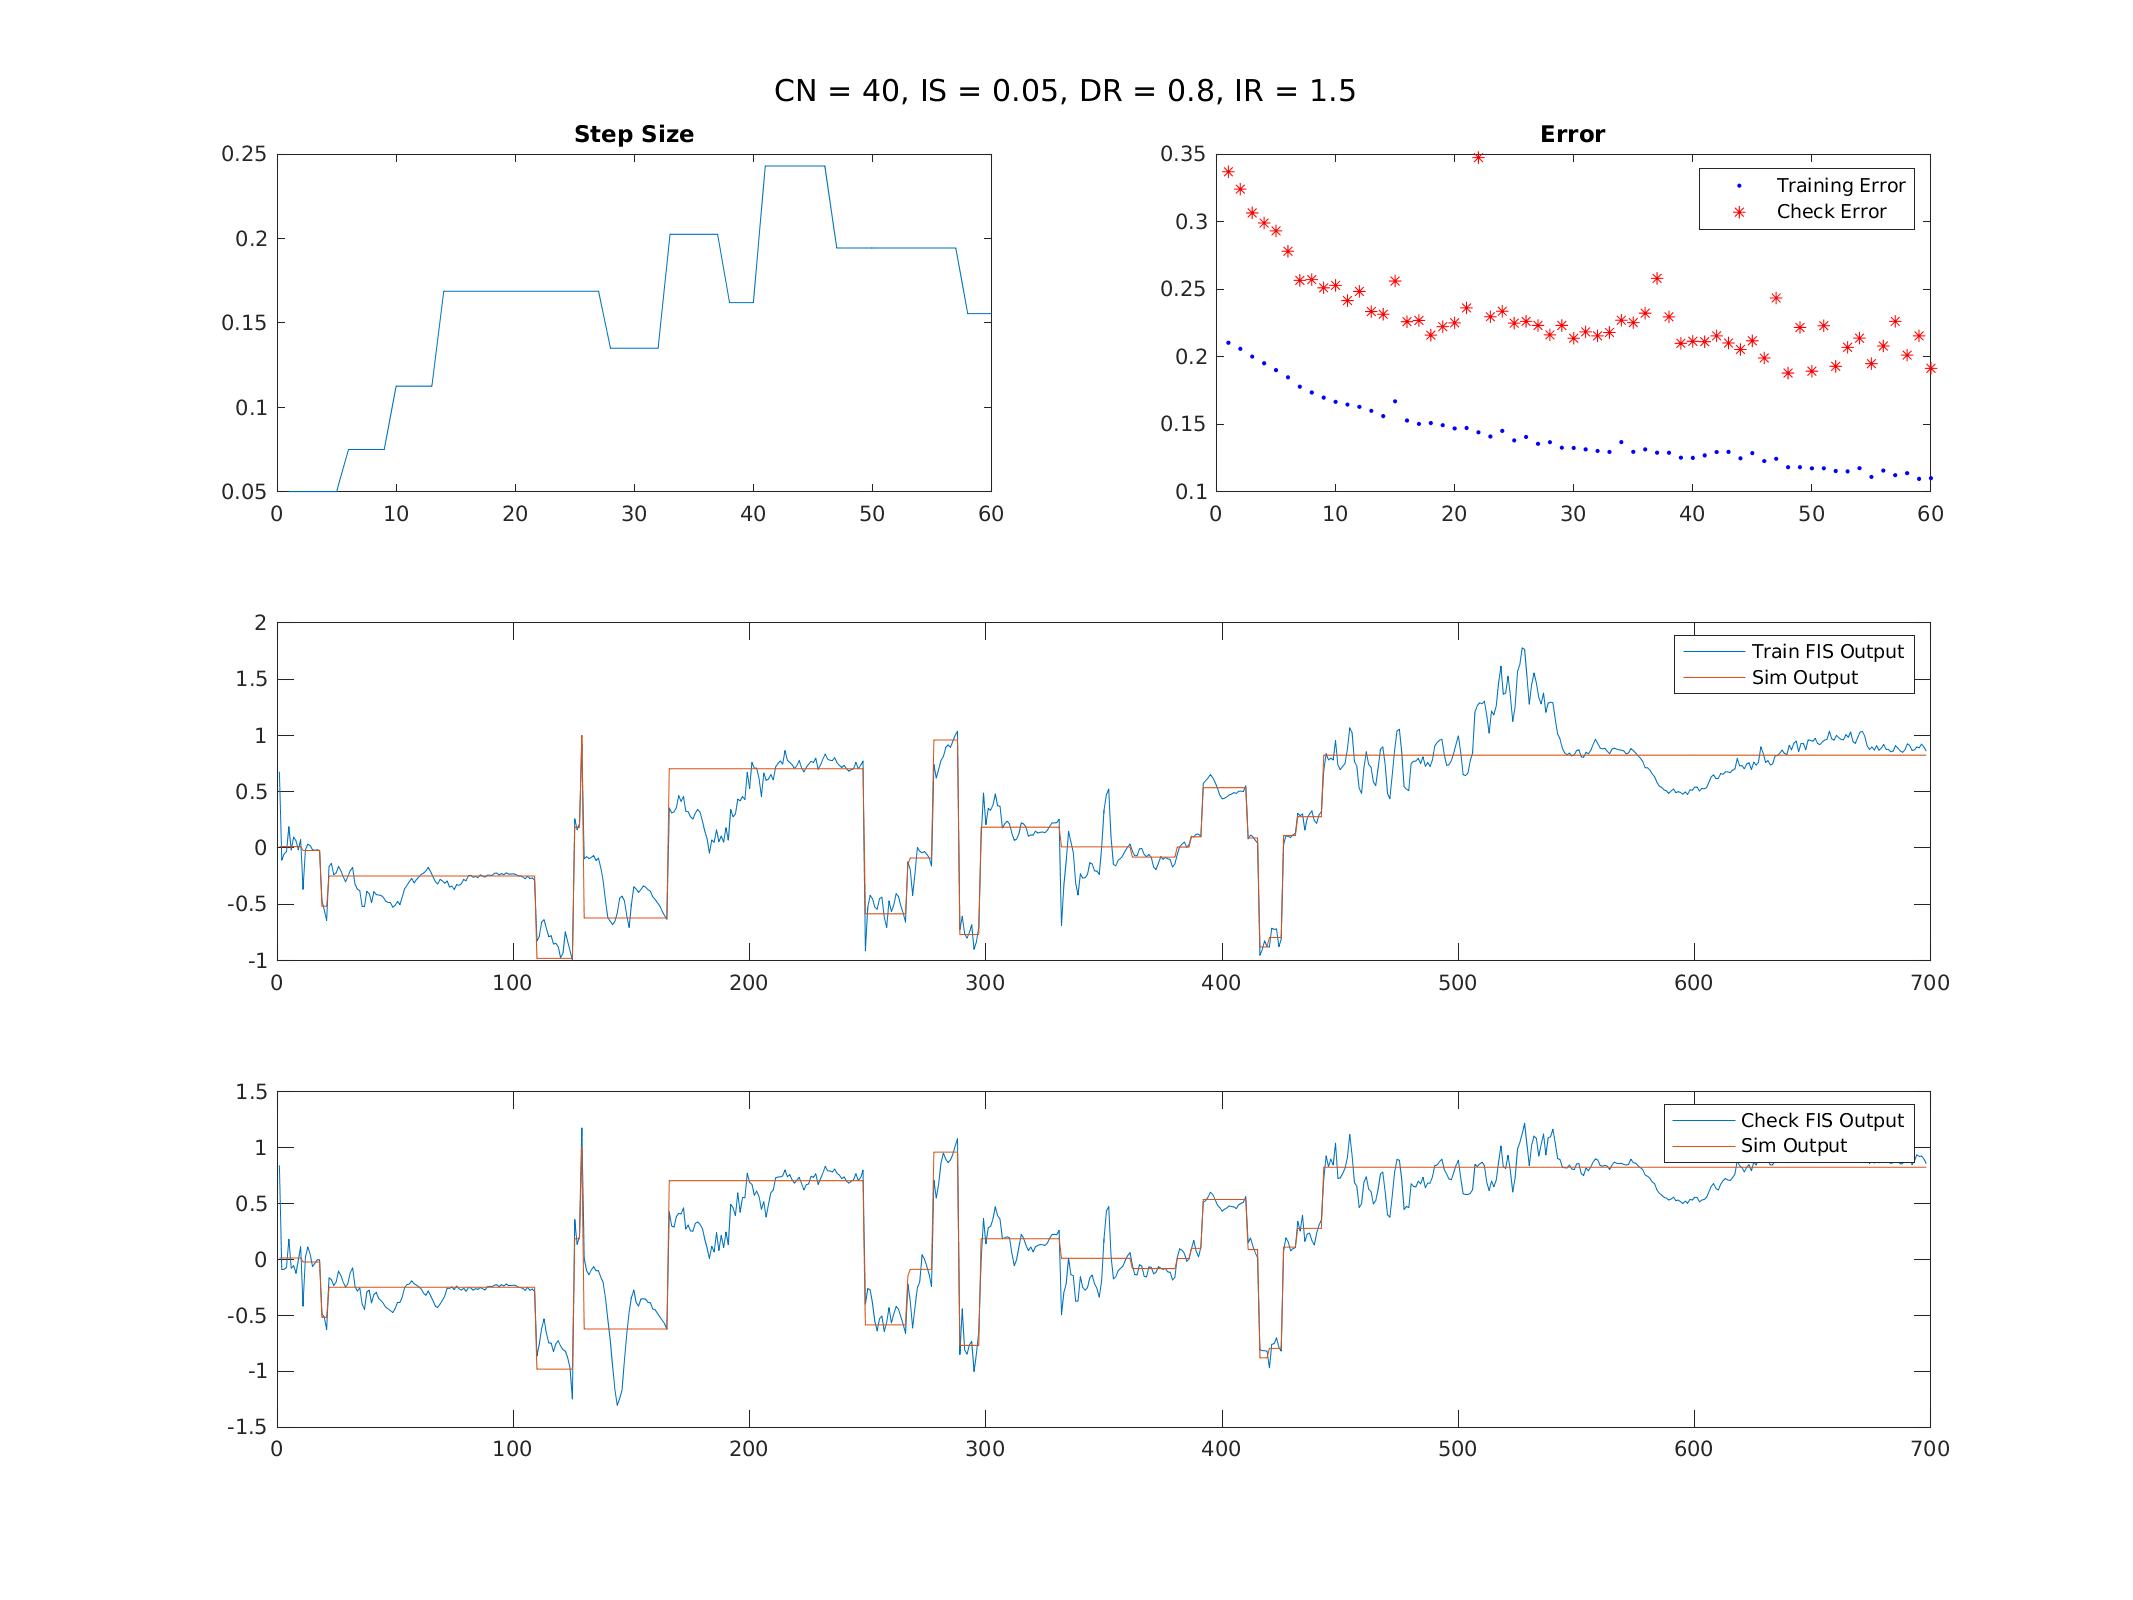 CN = 40, IS = 0.05, DR = 0.8, IR = 1.5
Step Size
0.25
0.2
0.15
0.1
0.05
0 10 20 30 40 50 60
Error
0.35
0.3
0.25
0.2
0.15
0.1
0 10 20 30 40 50 60
Training Error
Check Error
2
1.5
1
0.5
0
-0.5
-1
0 100 200 300 400 500 600 700
Train FIS Output
Sim Output
1.5
1
0.5
0
-0.5
-1
-1.5
0 100 200 300 400 500 600 700
Check FIS Output
Sim Output